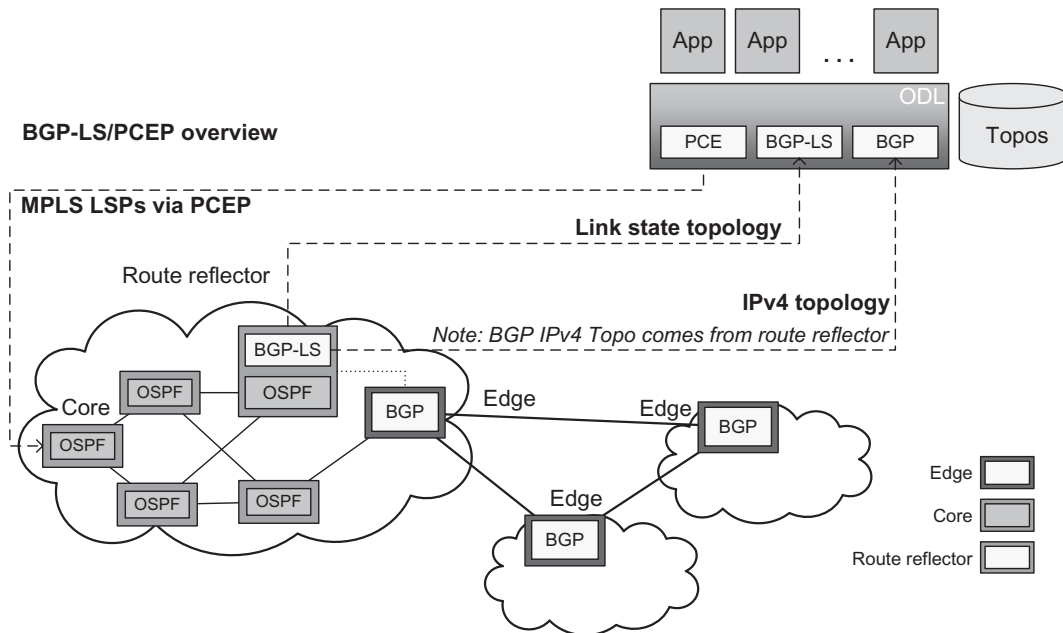 App
App
. . .
App
ODL
BGP-LS/PCEP overview
PCE
BGP-LS
BGP
Topos
MPLS LSPs via PCEP
Link state topology
Route reflector
IPv4 topology
BGP-LS
Note: BGP IPv4 Topo comes from route reflector
OSPF
OSPF
Core
BGP
Edge
Edge
BGP
OSPF
OSPF
OSPF
Edge
BGP
Edge
Core
Route reflector